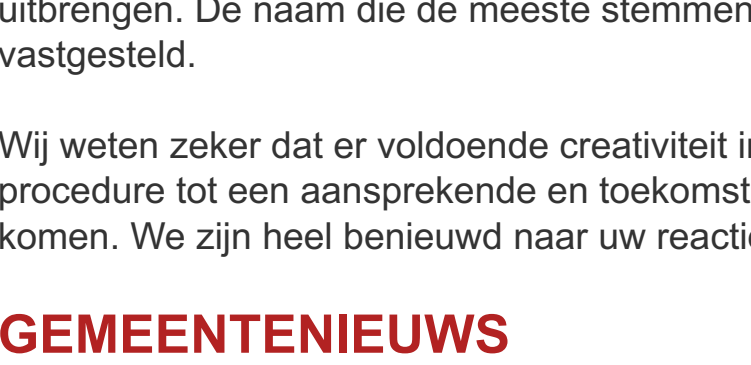 uitbrengen. De naam die de meeste stemmen
vastgesteld.
Wij weten zeker dat er voldoende creativiteit
procedure tot een aansprekende en toekomst
komen. We zijn heel benieuwd naar uw
GEMEENTENIEUWS